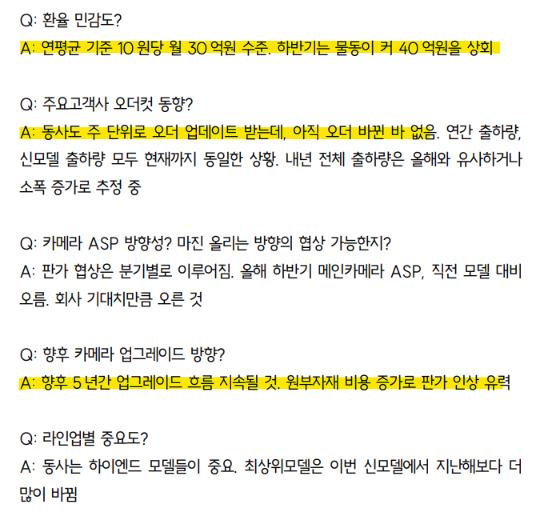 Q: 환율 민감도?
A: 연평균 기준 10원당 월 30억원 수준. 하반기는 물동이 커 40억원을 상회
Q: 주요고객사 오더컷 동향?
A: 동사도 주 단위로 오더 업데이트 받는데, 아직 오더 바뀐 바 없음. 연간 출하량,
신모델 출하량 모두 현재까지 동일한 상황. 내년 전체 출하량은 올해와 유사하거나
소폭 증가로 추정 중
Q: 카메라 ASP 방향성? 마진 올리는 방향의 협상 가능한지?
A: 판가 협상은 분기별로 이루어짐. 올해 하반기 메인카메라 ASP, 직전 모델 대비
오름. 회사 기대치만큼 오른 것
Q: 향후 카메라 업그레이드 방향?
A: 향후 5년간 업그레이드 흐름 지속될 것. 원부자재 비용 증가로 판가 인상 유력
Q: 라인업별 중요도?
A: 동사는 하이엔드 모델들이 중요. 최상위모델은 이번 신모델에서 지난해보다 더
많이 바뀜